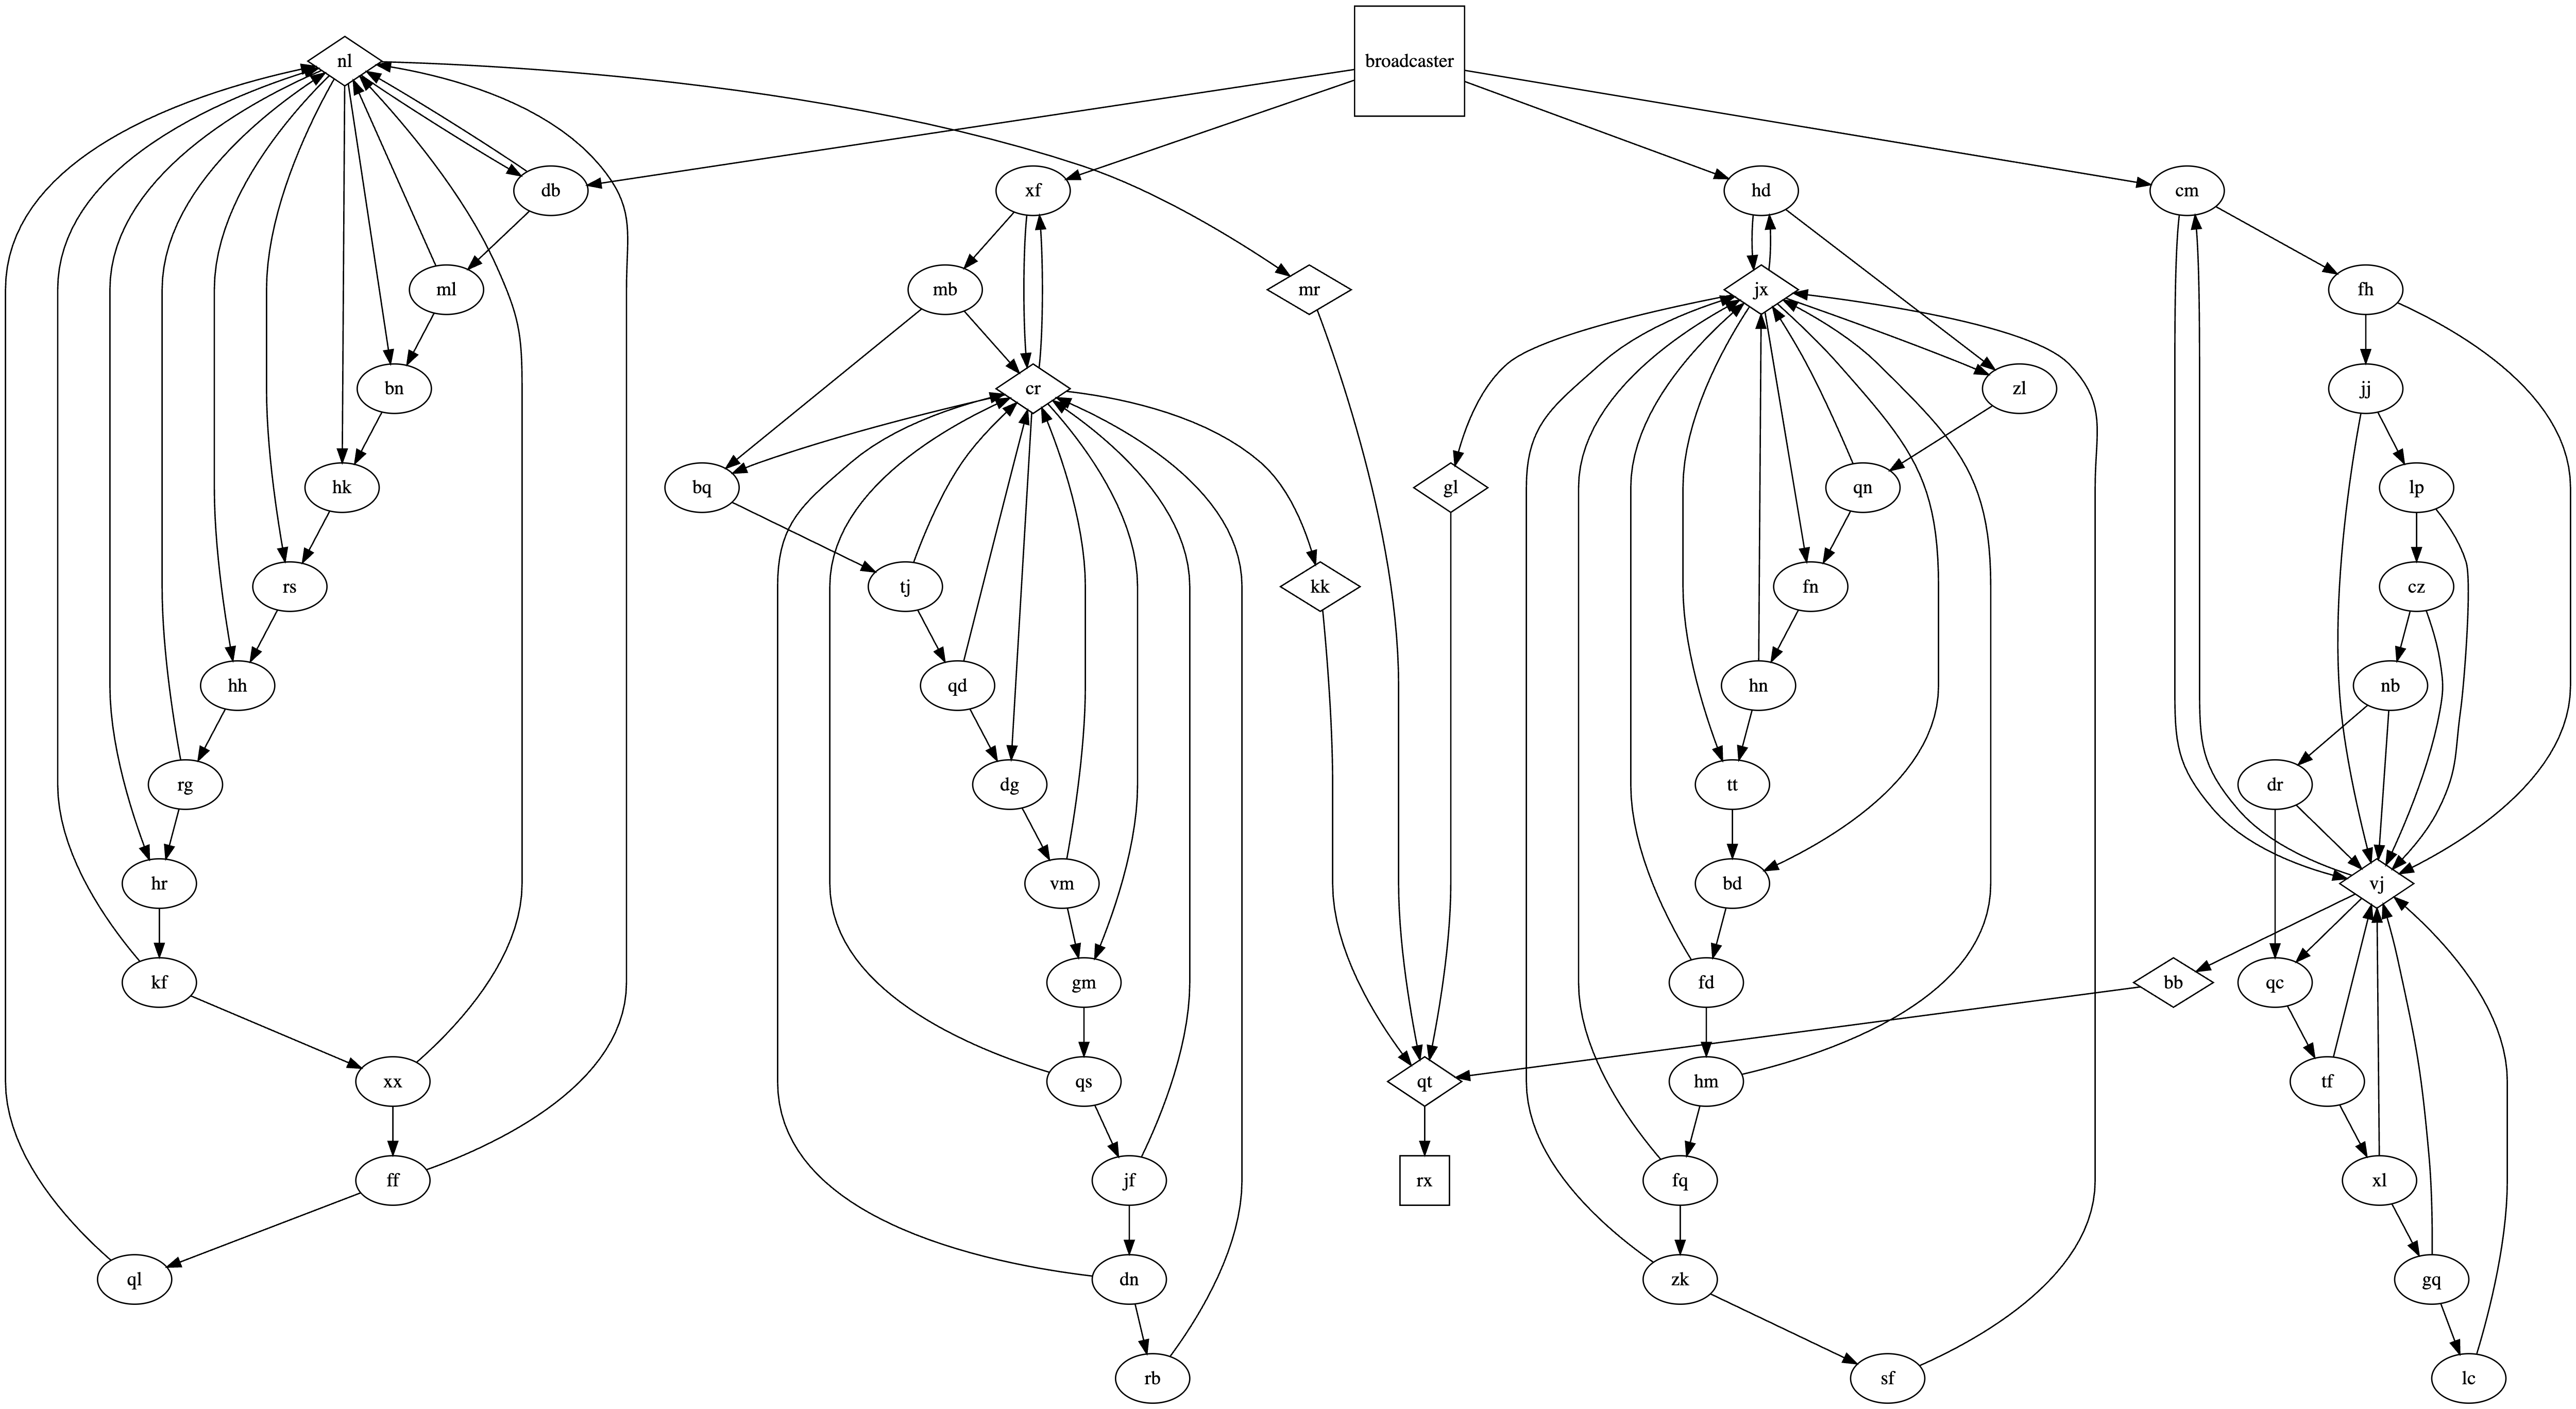 nl
broadcaster
db
xf
hd
cm
ml
mb
mr
jx
fh
bn
cr
zl
jj
hk
bq
gl
qn
lp
rs
tj
kk
fn
cz
hh
qd
hn
nb
rg
dg
tt
dr
hr
vm
bd
vj
kf
gm
fd
bb
qc
xx
qs
qt
hm
tf
ff
jf
rx
fq
xl
ql
dn
zk
gq
rb
sf
lc